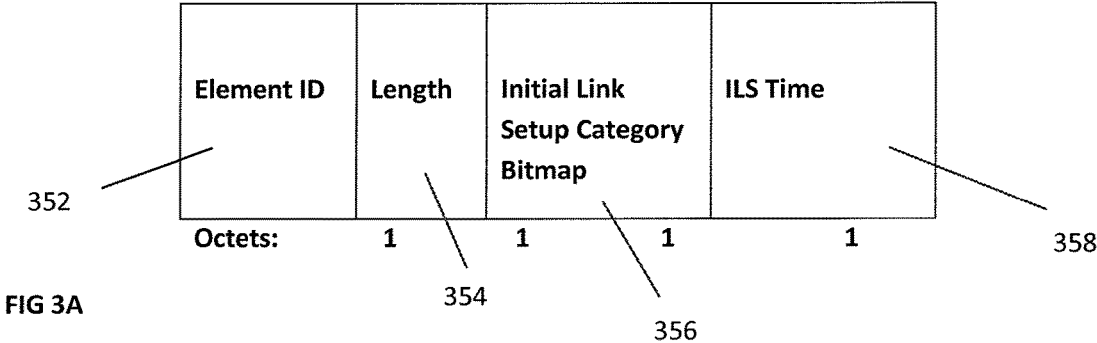 Element ID
Length
Initial Link
Setup Category
Bitmap
ILS Time
352
Octets: 1 1 1 1
358
354
356
FIG 3A